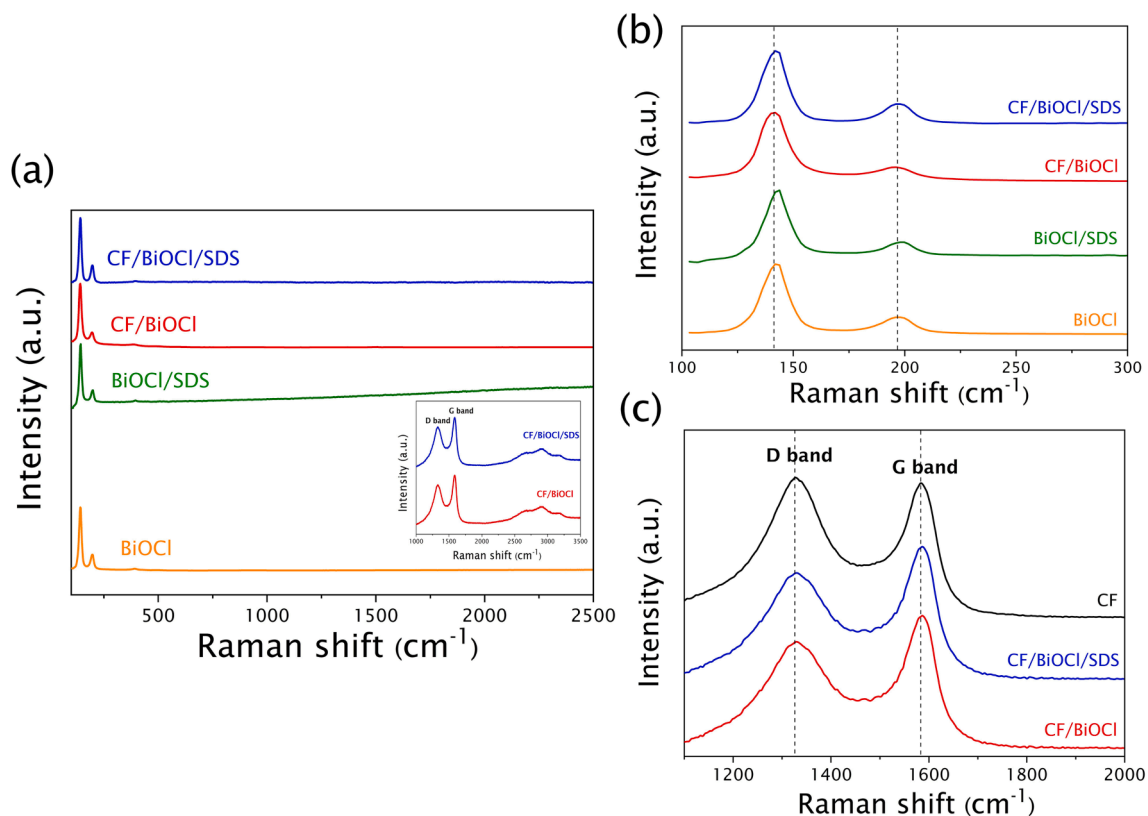 (a)
Intensity (a.u.)
CF/BiOCl/SDS
CF/BiOCl
BiOCl/SDS
BiOCl
500
1000
1500
2000
2500
Raman shift (cm⁻¹)
D band
G band
CF/BiOCl/SDS
CF/BiOCl
Intensity (a.u.)
1000
1500
2000
2500
3000
3500
Raman shift (cm⁻¹)
(b)
Intensity (a.u.)
CF/BiOCl/SDS
CF/BiOCl
BiOCl/SDS
BiOCl
100
150
200
250
300
Raman shift (cm⁻¹)
(c)
Intensity (a.u.)
D band
G band
CF
CF/BiOCl/SDS
CF/BiOCl
1200
1400
1600
1800
2000
Raman shift (cm⁻¹)